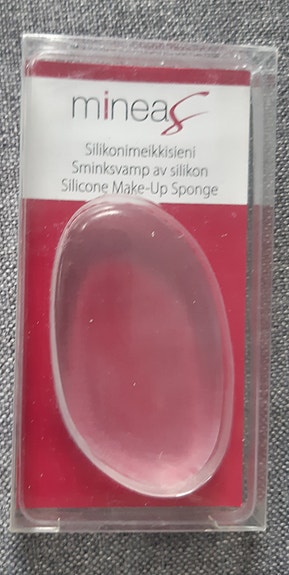 mineas
Silikonimeikkisieni
Sminksvamp av silikon
Silicone Make-Up Sponge